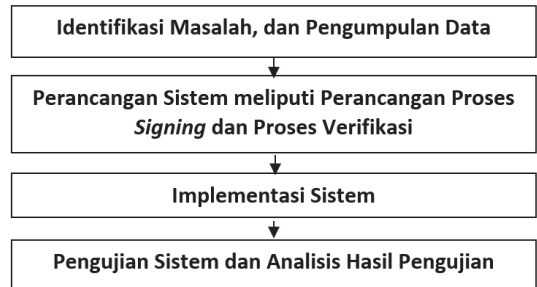 Identifikasi Masalah, dan Pengumpulan Data
Perancangan Sistem meliputi Perancangan Proses
Signing dan Proses Verifikasi
Implementasi Sistem
Pengujian Sistem dan Analisis Hasil Pengujian